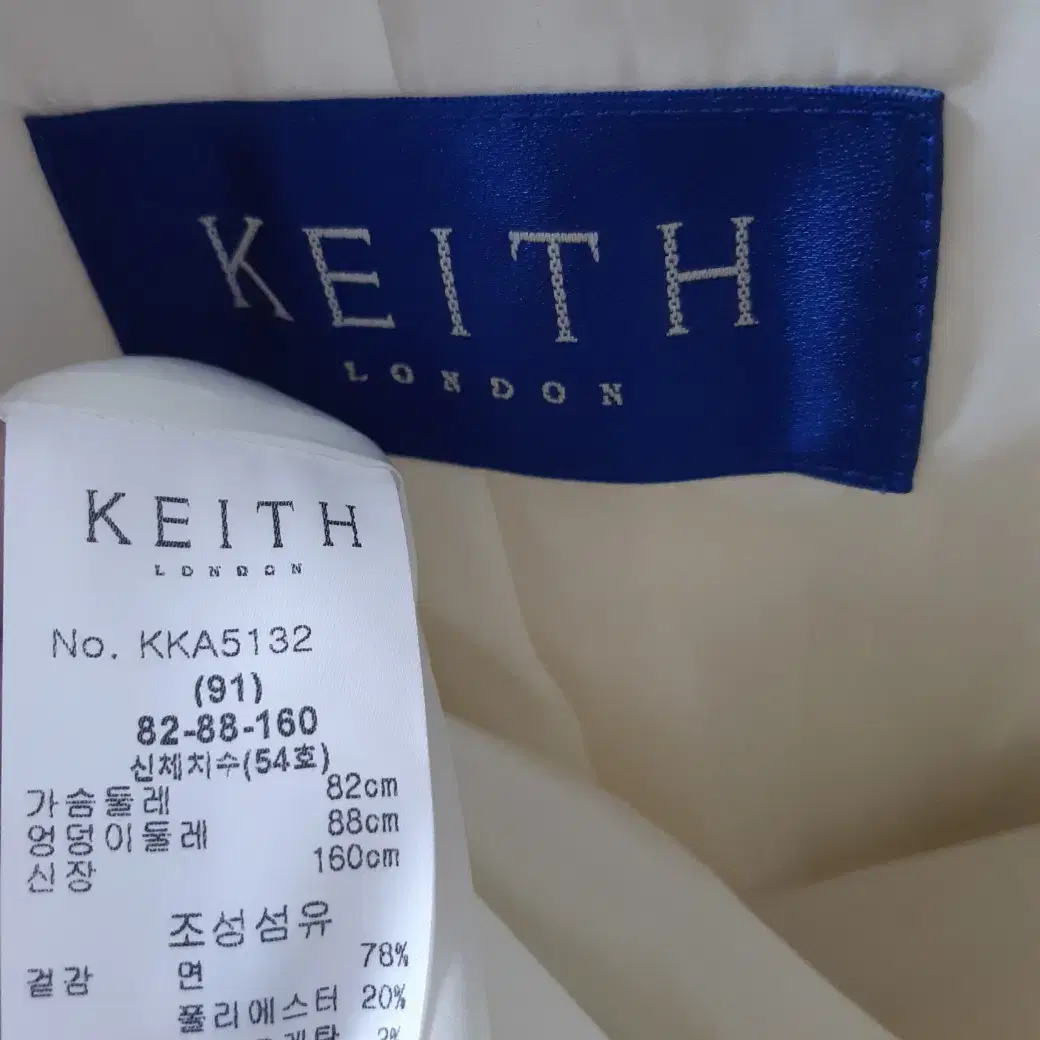 KEITH
LONDON
KEITH
LONDON
No. KKA5132
(91)
82-88-160
신체치수(54호)
가슴둘레 82cm
엉덩이둘레 88cm
신장 160cm
조성섬유
겉감 면 78%
폴리에스터 20%